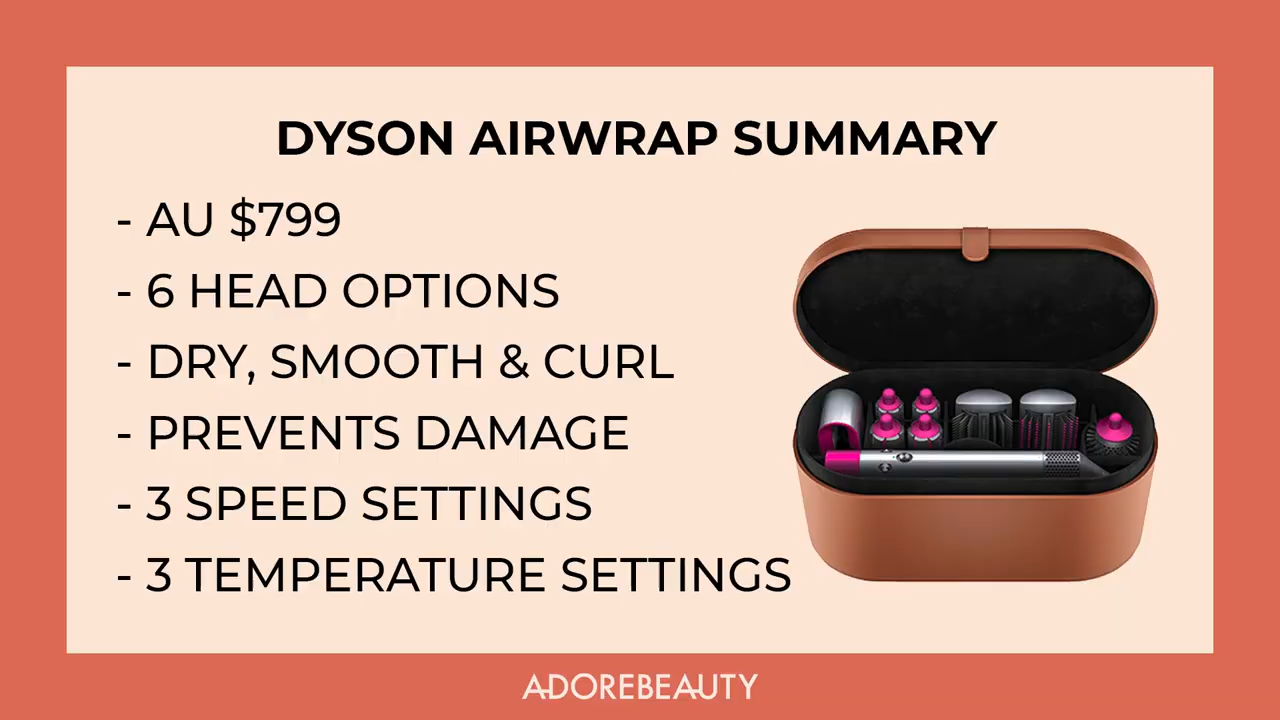 DYSON AIRWRAP SUMMARY
- AU $799
- 6 HEAD OPTIONS
- DRY, SMOOTH & CURL
- PREVENTS DAMAGE
- 3 SPEED SETTINGS
- 3 TEMPERATURE SETTINGS
ADOREBEAUTY